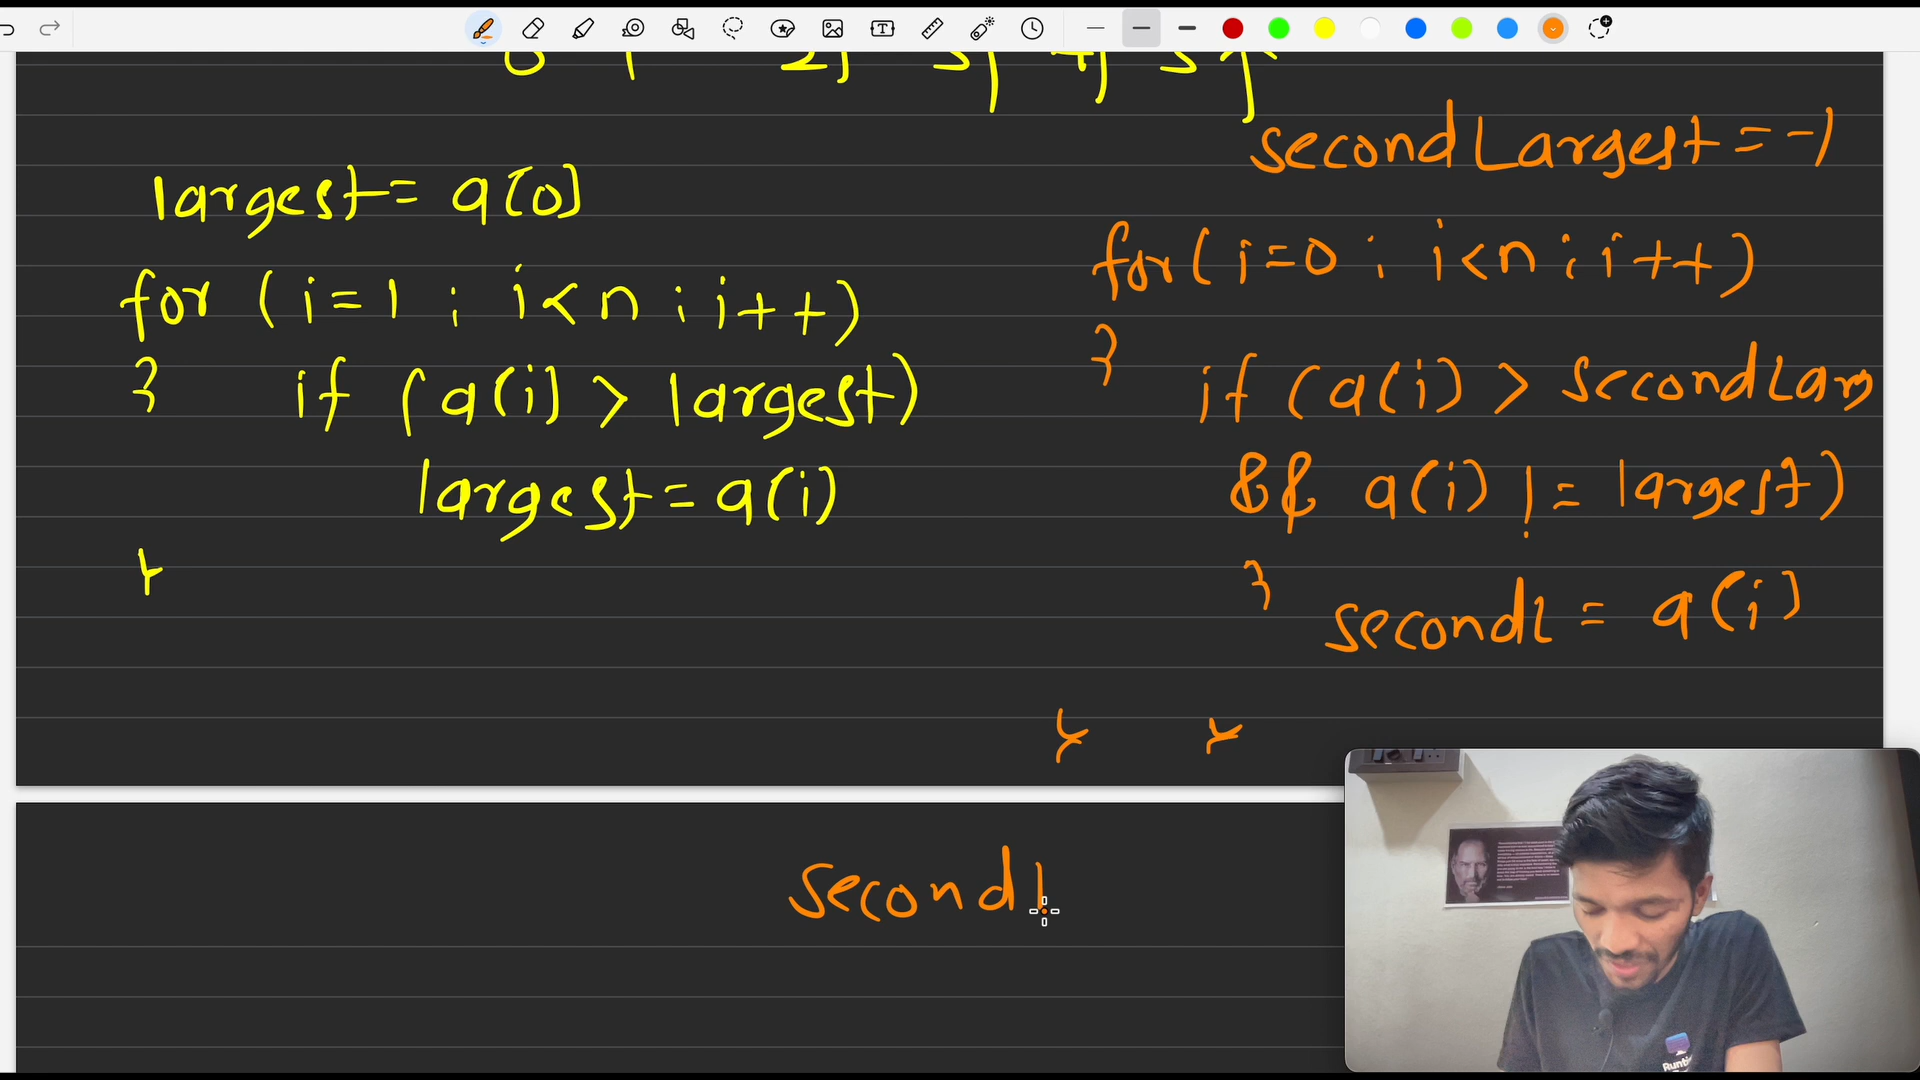 largest = a[0]
for ( i = 1 ; i < n ; i++)
{ if (a[i] > largest)
largest = a[i]
}
secondLargest = -1
for( i=0 ; i<n ; i++)
{ if (a[i] > secondLarg
&& a[i] != largest)
{ secondL = a[i]
} }
secondl